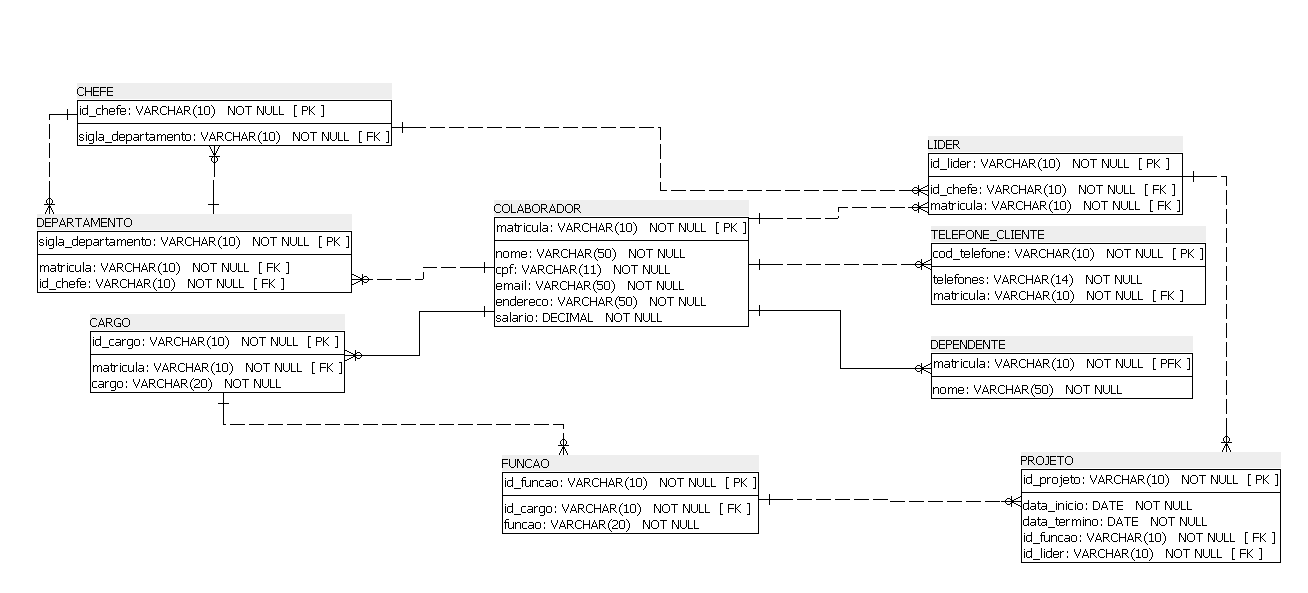 CHEFE
id_chefe: VARCHAR(10) NOT NULL [ PK ]
sigla_departamento: VARCHAR(10) NOT NULL [ FK ]
DEPARTAMENTO
sigla_departamento: VARCHAR(10) NOT NULL [ PK ]
matricula: VARCHAR(10) NOT NULL [ FK ]
id_chefe: VARCHAR(10) NOT NULL [ FK ]
CARGO
id_cargo: VARCHAR(10) NOT NULL [ PK ]
matricula: VARCHAR(10) NOT NULL [ FK ]
cargo: VARCHAR(20) NOT NULL
COLABORADOR
matricula: VARCHAR(10) NOT NULL [ PK ]
nome: VARCHAR(50) NOT NULL
cpf: VARCHAR(11) NOT NULL
email: VARCHAR(50) NOT NULL
endereco: VARCHAR(50) NOT NULL
salario: DECIMAL NOT NULL
FUNCAO
id_funcao: VARCHAR(10) NOT NULL [ PK ]
id_cargo: VARCHAR(10) NOT NULL [ FK ]
funcao: VARCHAR(20) NOT NULL
LIDER
id_lider: VARCHAR(10) NOT NULL [ PK ]
id_chefe: VARCHAR(10) NOT NULL [ FK ]
matricula: VARCHAR(10) NOT NULL [ FK ]
TELEFONE_CLIENTE
cod_telefone: VARCHAR(10) NOT NULL [ PK ]
telefones: VARCHAR(14) NOT NULL
matricula: VARCHAR(10) NOT NULL [ FK ]
DEPENDENTE
matricula: VARCHAR(10) NOT NULL [ PFK ]
nome: VARCHAR(50) NOT NULL
PROJETO
id_projeto: VARCHAR(10) NOT NULL [ PK ]
data_inicio: DATE NOT NULL
data_termino: DATE NOT NULL
id_funcao: VARCHAR(10) NOT NULL [ FK ]
id_lider: VARCHAR(10) NOT NULL [ FK ]